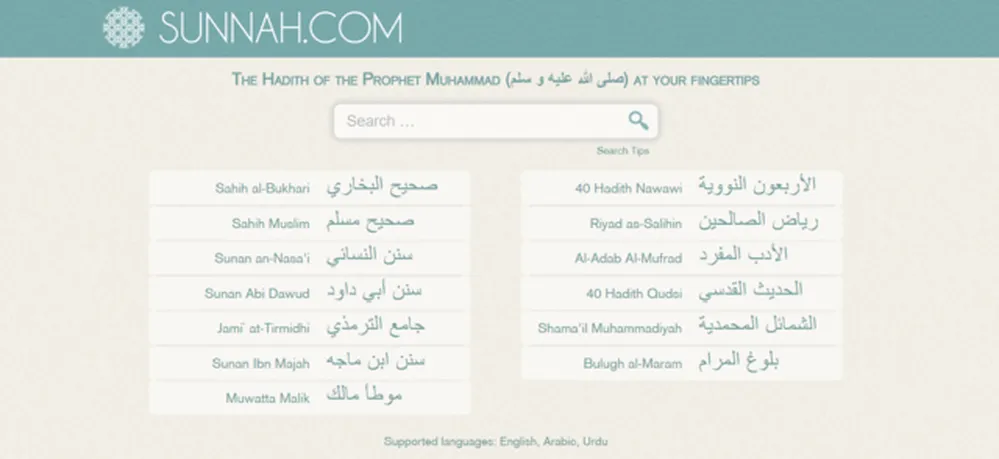 SUNNAH.COM
THE HADITH OF THE PROPHET MUHAMMAD (صلى الله عليه و سلم) AT YOUR FINGERTIPS
Search ...
Search Tips
Sahih al-Bukhari صحيح البخاري
Sahih Muslim صحيح مسلم
Sunan an-Nasa'i سنن النسائي
Sunan Abi Dawud سنن أبي داود
Jami` at-Tirmidhi جامع الترمذي
Sunan Ibn Majah سنن ابن ماجه
Muwatta Malik موطأ مالك
40 Hadith Nawawi الأربعون النووية
Riyad as-Salihin رياض الصالحين
Al-Adab Al-Mufrad الأدب المفرد
40 Hadith Qudsi الحديث القدسي
Shama'il Muhammadiyah الشمائل المحمدية
Bulugh al-Maram بلوغ المرام
Supported languages: English, Arabic, Urdu